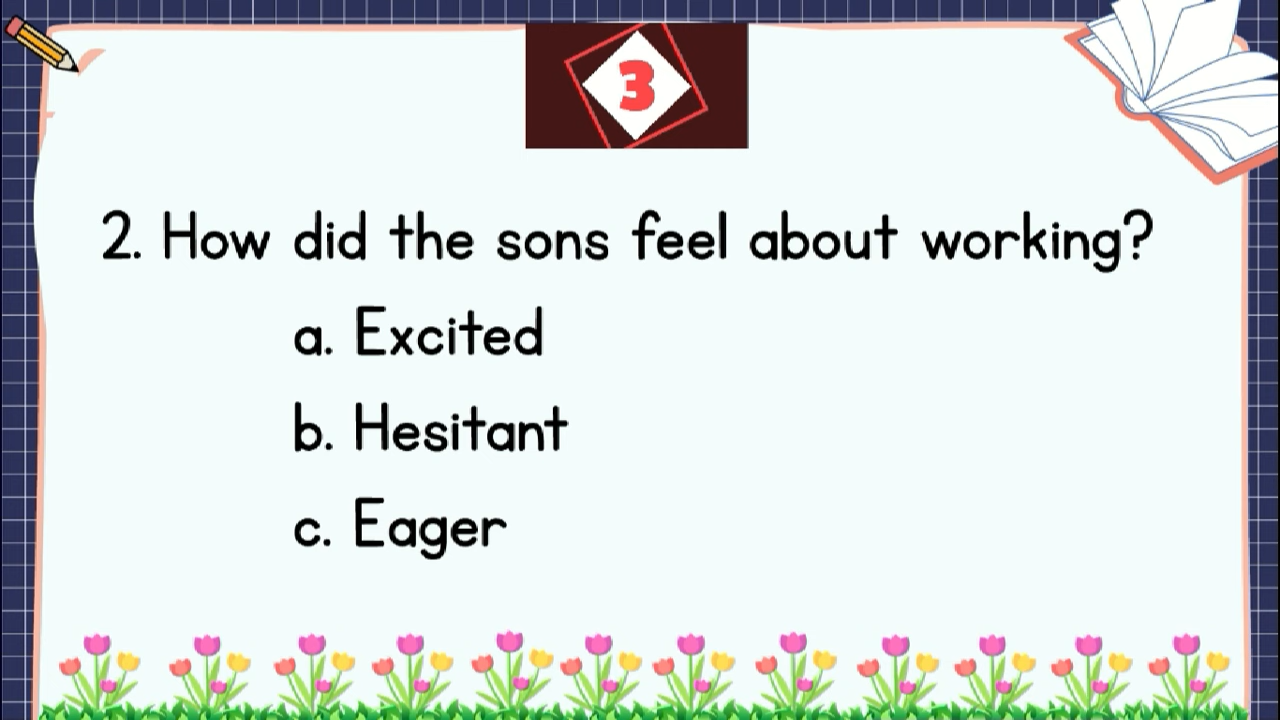 3
2. How did the sons feel about working?
a. Excited
b. Hesitant
c. Eager